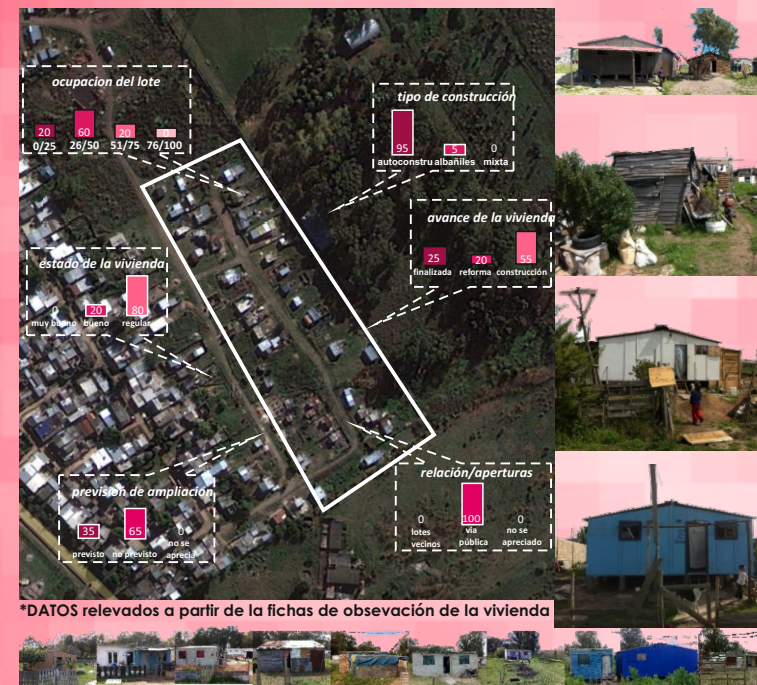 ocupacion del lote
20 60 20 0
0/25 26/50 51/75 76/100
tipo de construcción
95 5 0
autoconstru albañiles mixta
avance de la vivienda
25 20 55
finalizada reforma construcción
estado de la vivienda
0 20 80
muy bueno bueno regular
prevision de ampliación
35 65 0
previsto no previsto no se aprecia
relación/aperturas
0 100 0
lotes vecinos via pública no se apreciado
*DATOS relevados a partir de la fichas de obsevación de la vivienda